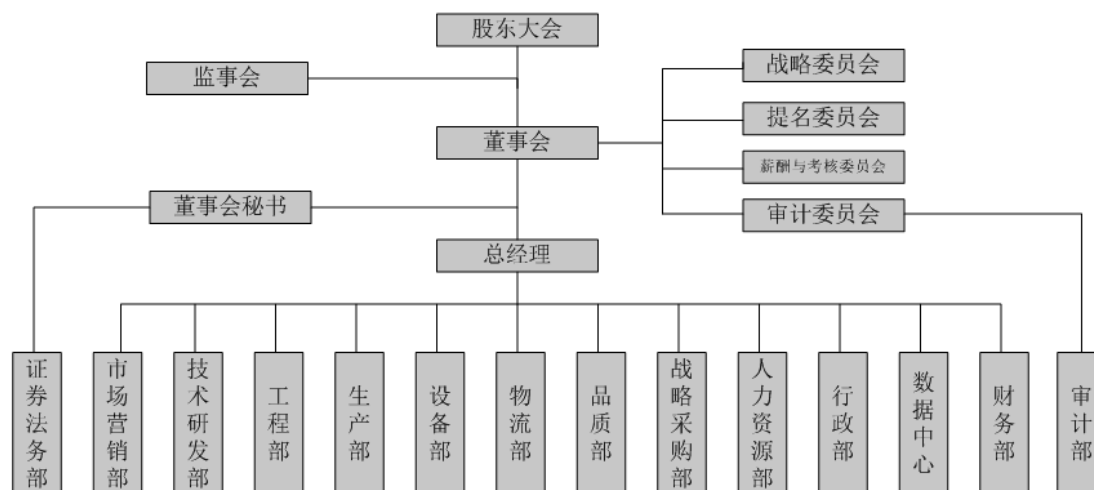 股东大会
监事会
战略委员会
提名委员会
董事会
薪酬与考核委员会
董事会秘书
审计委员会
总经理
证券法务部
市场营销部
技术研发部
工程部
生产部
设备部
物流部
品质部
战略采购部
人力资源部
行政部
数据中心
财务部
审计部